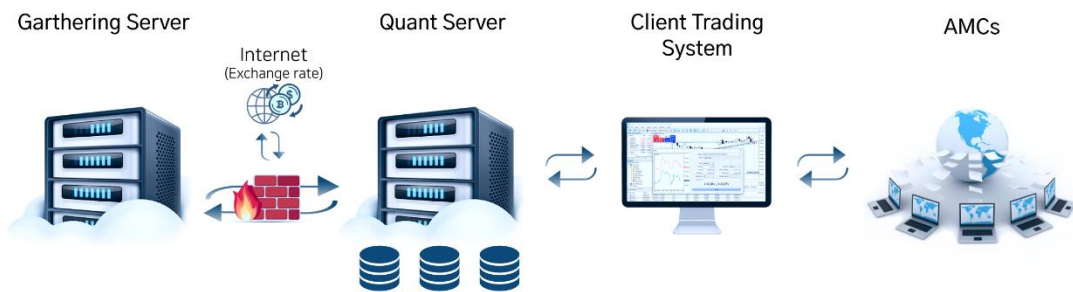 Garthering Server
Quant Server
Client Trading
System
AMCs
Internet
(Exchange rate)